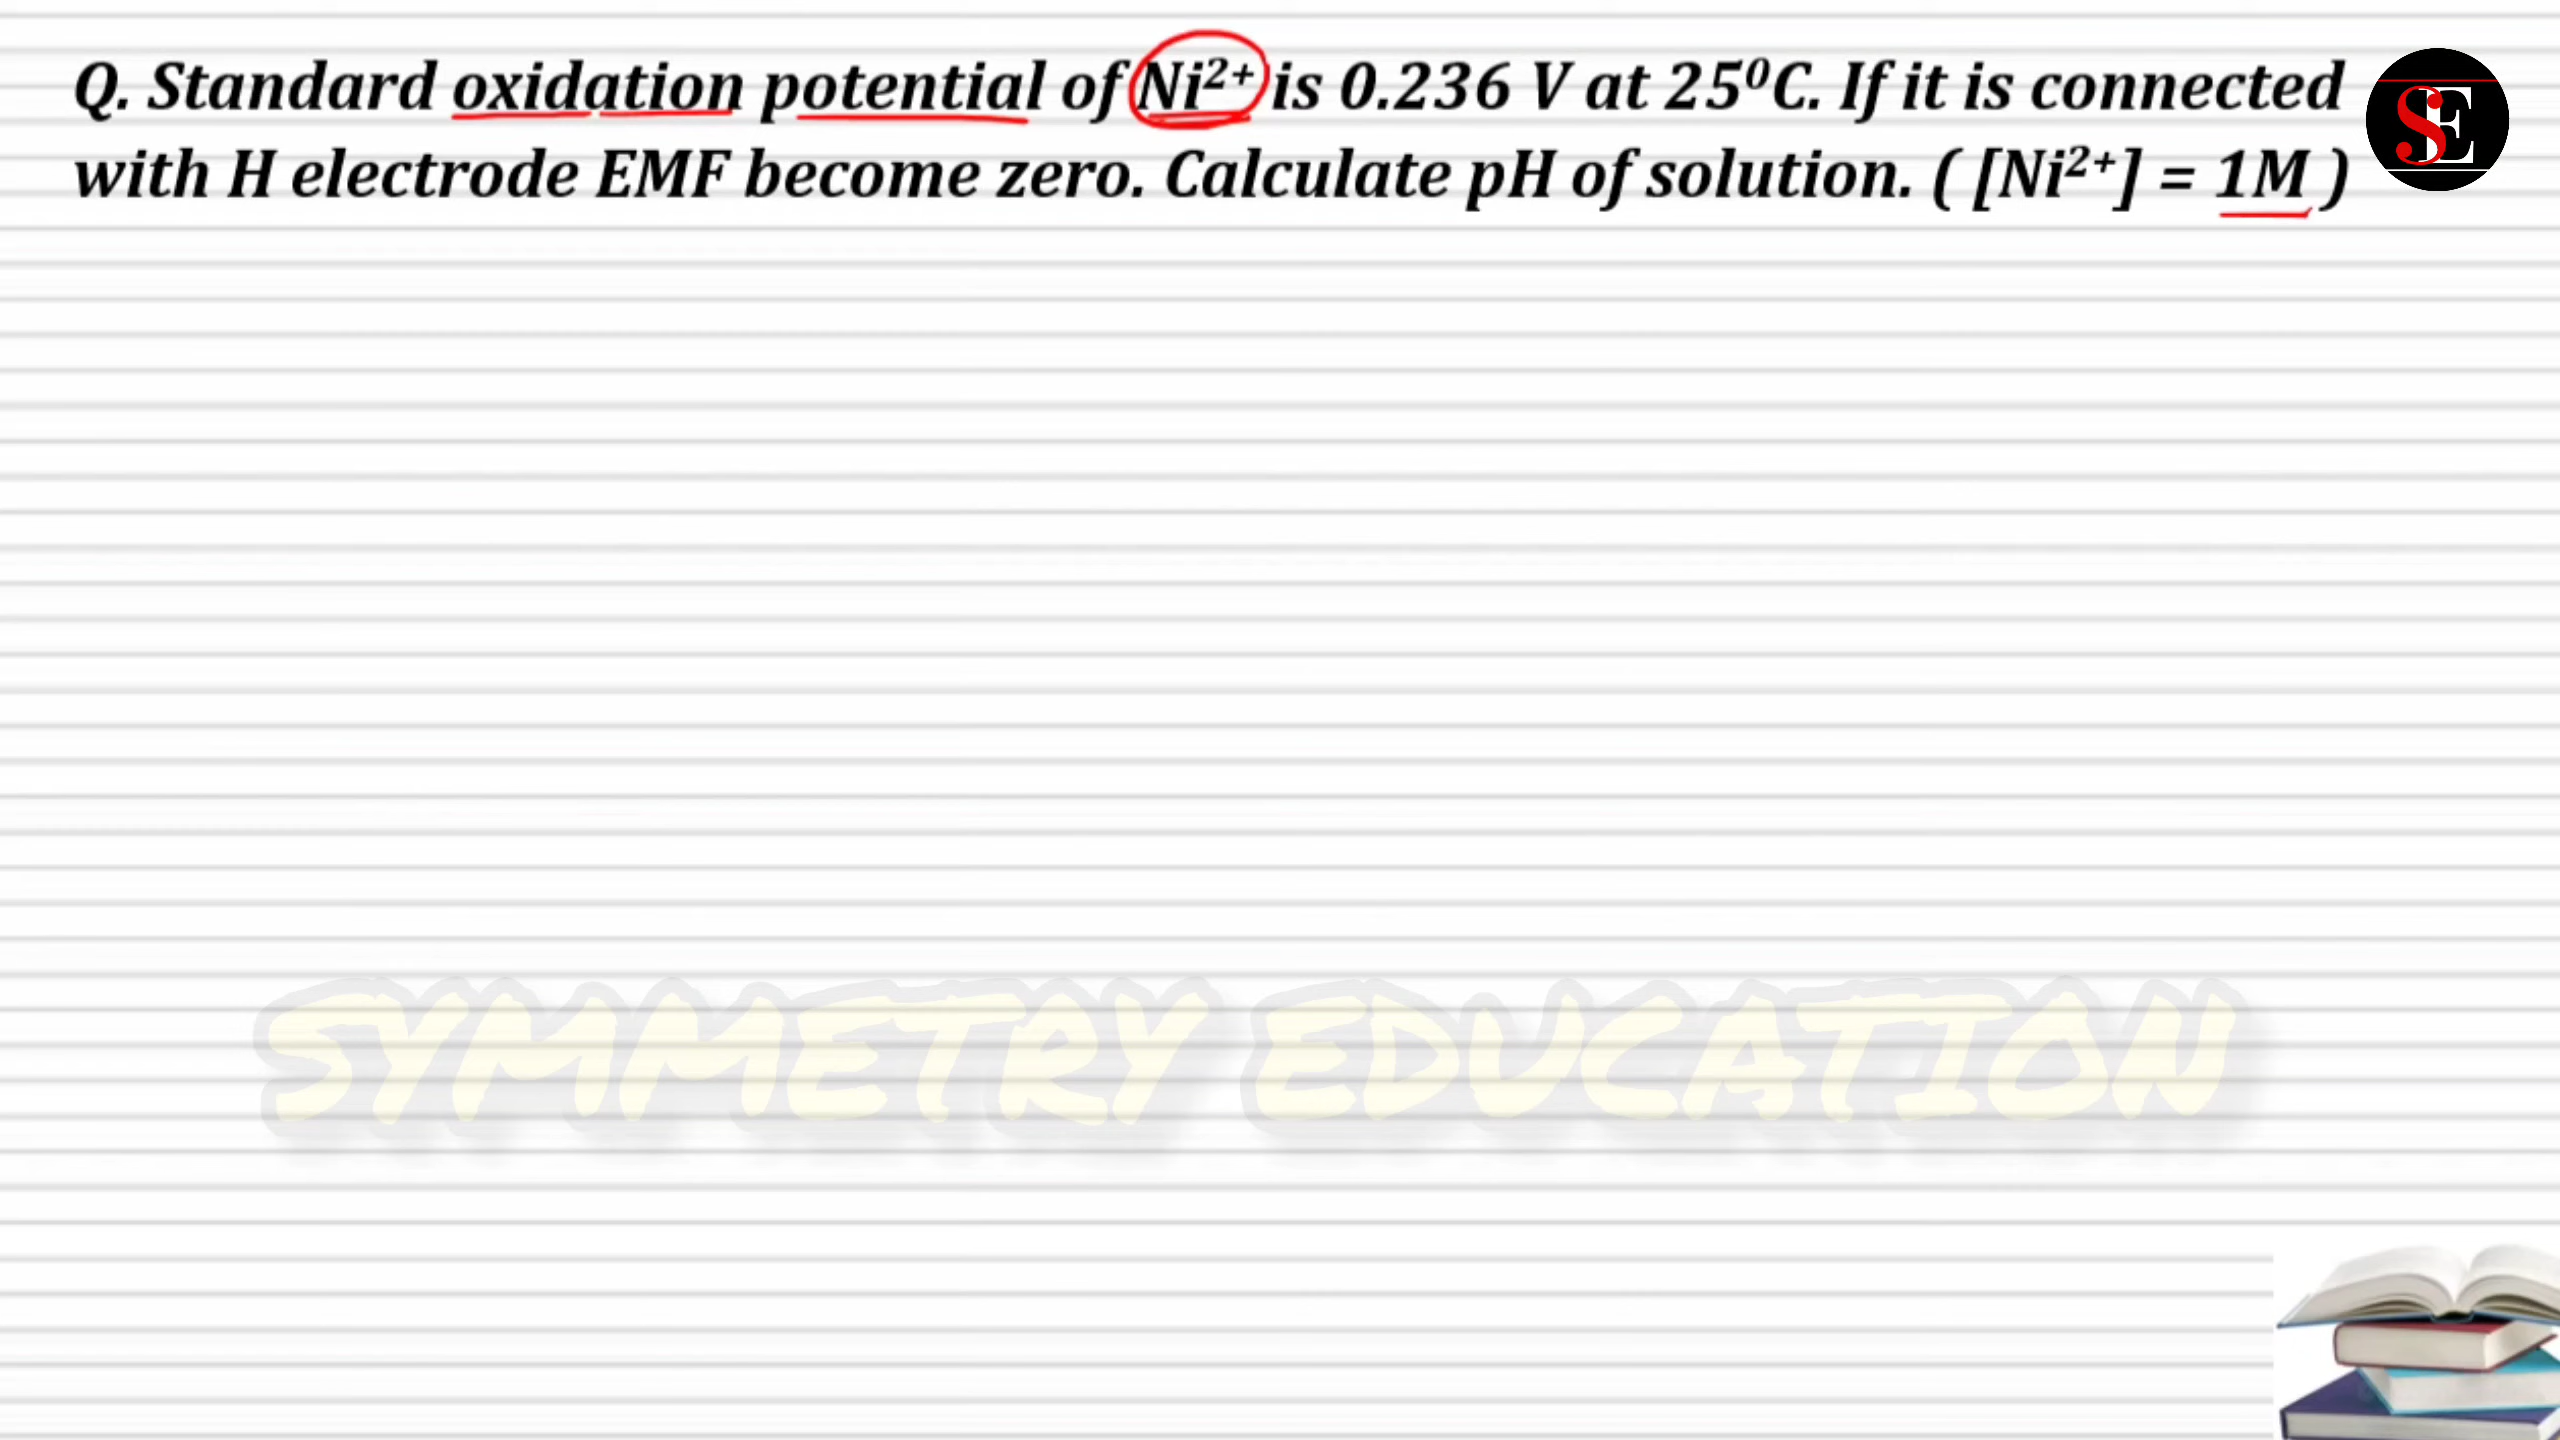 Q. Standard oxidation potential of Ni²⁺ is 0.236 V at 25⁰C. If it is connected
with H electrode EMF become zero. Calculate pH of solution. ( [Ni²⁺] = 1M )
SE
SYMMETRY EDUCATION